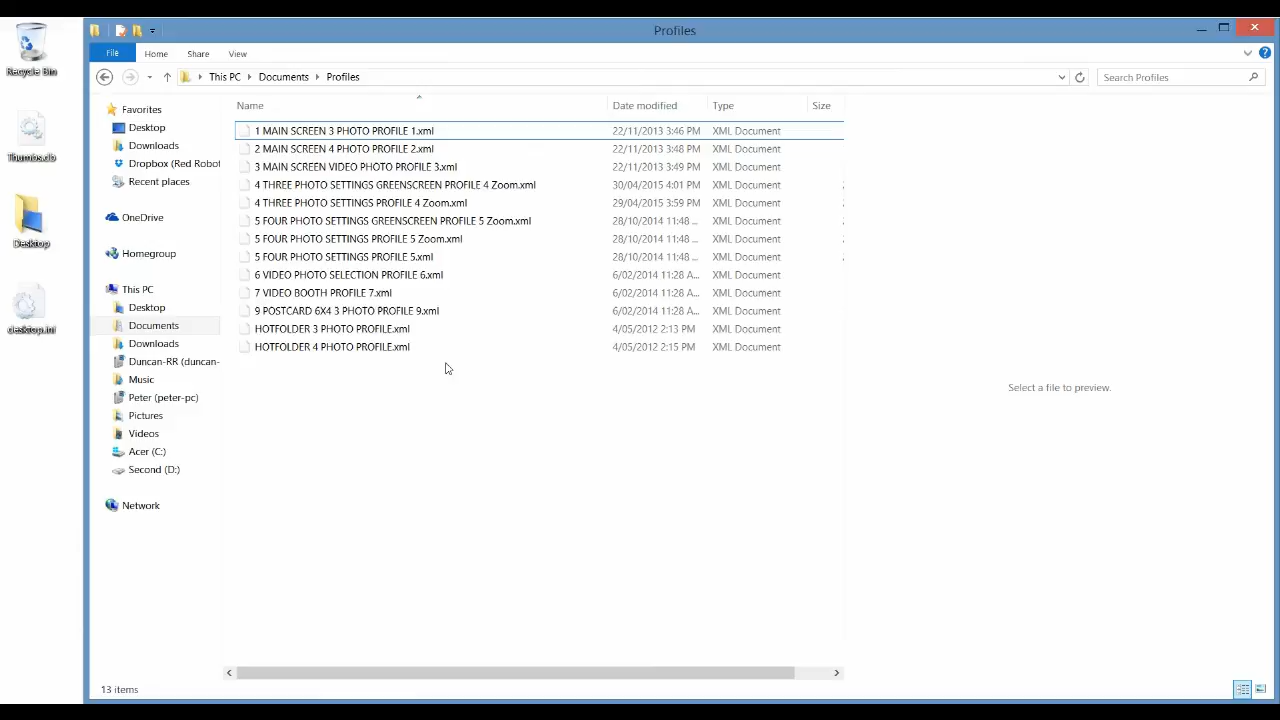 Recycle Bin
Thumbs.db
Desktop
desktop.ini
Profiles
File Home Share View
This PC Documents Profiles
Search Profiles
Name Date modified Type Size
Favorites
Desktop
Downloads
Dropbox (Red Robot
Recent places
OneDrive
Homegroup
This PC
Desktop
Documents
Downloads
Duncan-RR (duncan-
Music
Peter (peter-pc)
Pictures
Videos
Acer (C:)
Second (D:)
Network
1 MAIN SCREEN 3 PHOTO PROFILE 1.xml 22/11/2013 3:46 PM XML Document
2 MAIN SCREEN 4 PHOTO PROFILE 2.xml 22/11/2013 3:48 PM XML Document
3 MAIN SCREEN VIDEO PHOTO PROFILE 3.xml 22/11/2013 3:49 PM XML Document
4 THREE PHOTO SETTINGS GREENSCREEN PROFILE 4 Zoom.xml 30/04/2015 4:01 PM XML Document
4 THREE PHOTO SETTINGS PROFILE 4 Zoom.xml 29/04/2015 3:59 PM XML Document
5 FOUR PHOTO SETTINGS GREENSCREEN PROFILE 5 Zoom.xml 28/10/2014 11:48 ... XML Document
5 FOUR PHOTO SETTINGS PROFILE 5 Zoom.xml 28/10/2014 11:48 ... XML Document
5 FOUR PHOTO SETTINGS PROFILE 5.xml 28/10/2014 11:48 ... XML Document
6 VIDEO PHOTO SELECTION PROFILE 6.xml 6/02/2014 11:28 A... XML Document
7 VIDEO BOOTH PROFILE 7.xml 6/02/2014 11:28 A... XML Document
9 POSTCARD 6X4 3 PHOTO PROFILE 9.xml 6/02/2014 11:28 A... XML Document
HOTFOLDER 3 PHOTO PROFILE.xml 4/05/2012 2:13 PM XML Document
HOTFOLDER 4 PHOTO PROFILE.xml 4/05/2012 2:15 PM XML Document
Select a file to preview.
13 items